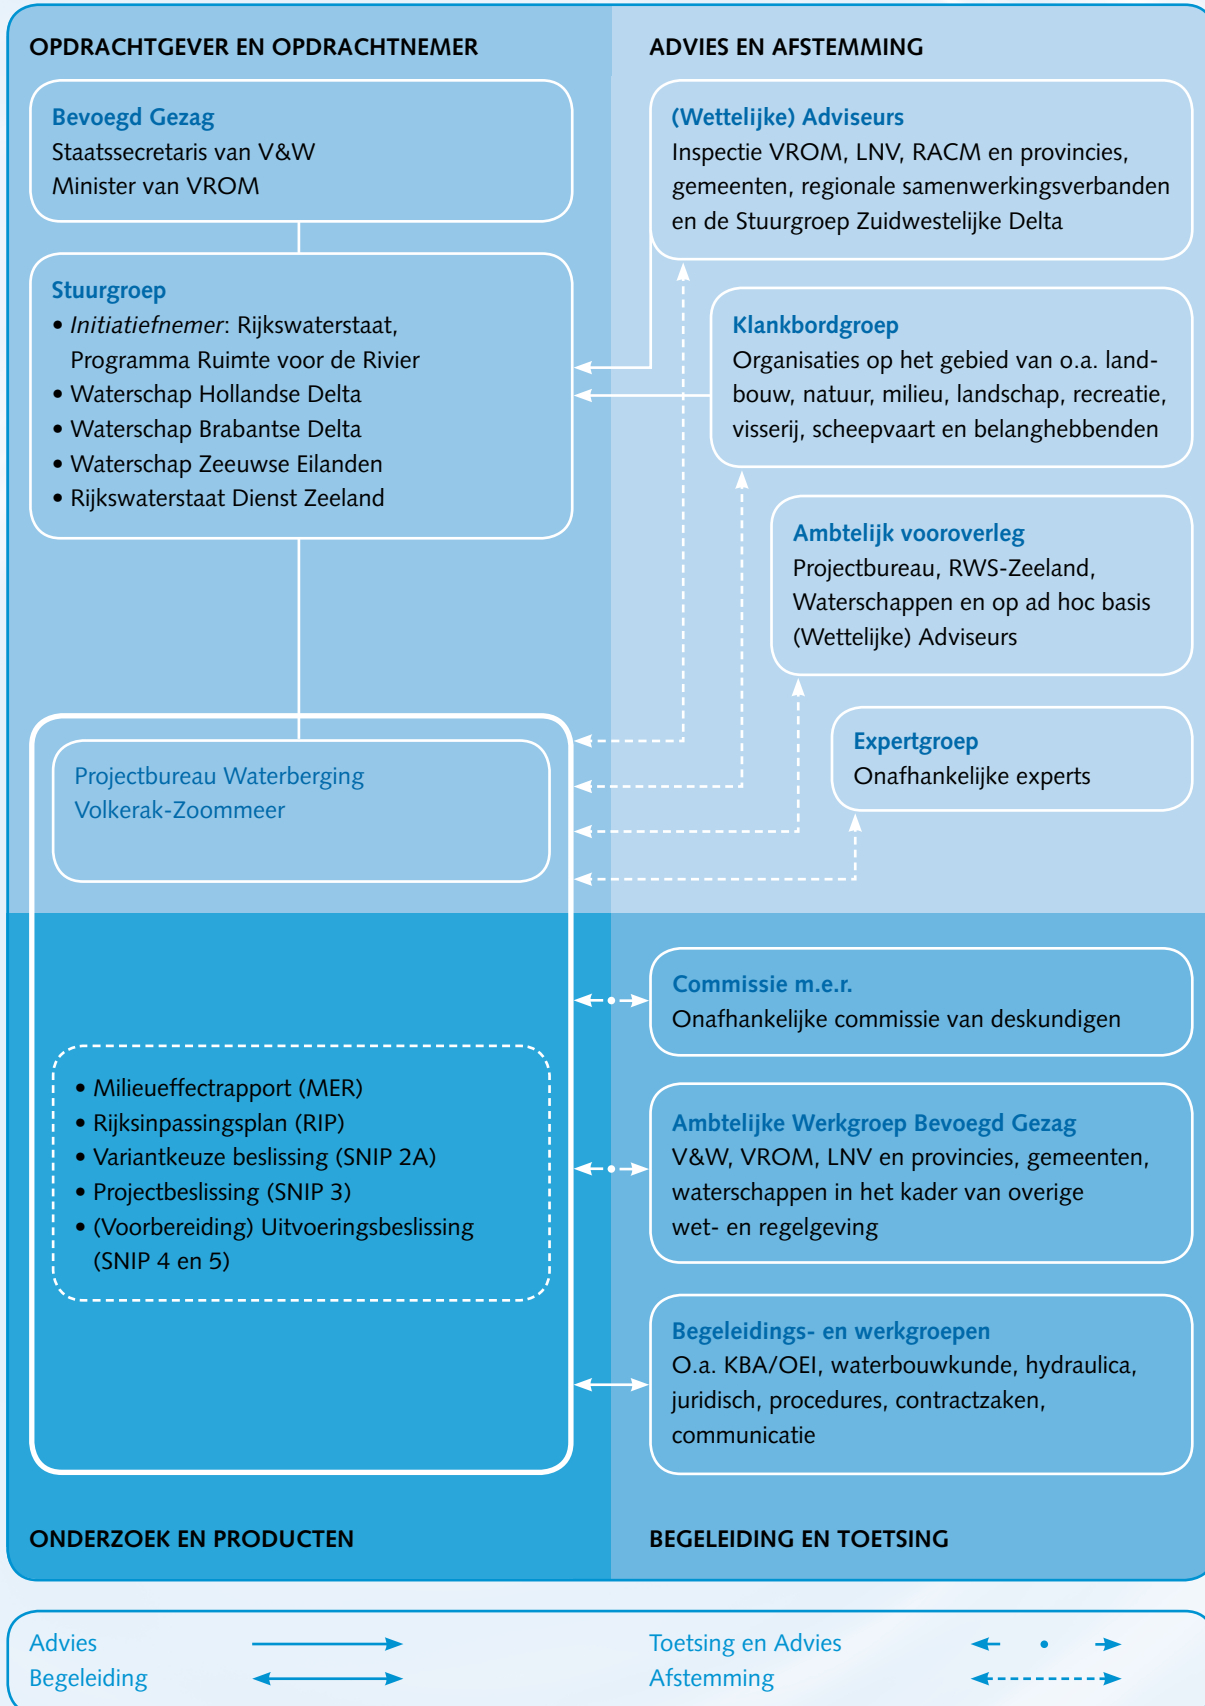 OPDRACHTGEVER EN OPDRACHTNEMER
Bevoegd Gezag
Staatssecretaris van V&W
Minister van VROM
Stuurgroep
• Initiatiefnemer: Rijkswaterstaat,
Programma Ruimte voor de Rivier
• Waterschap Hollandse Delta
• Waterschap Brabantse Delta
• Waterschap Zeeuwse Eilanden
• Rijkswaterstaat Dienst Zeeland
Projectbureau Waterberging
Volkerak-Zoommeer
ADVIES EN AFSTEMMING
(Wettelijke) Adviseurs
Inspectie VROM, LNV, RACM en provincies,
gemeenten, regionale samenwerkingsverbanden
en de Stuurgroep Zuidwestelijke Delta
Klankbordgroep
Organisaties op het gebied van o.a. land-
bouw, natuur, milieu, landschap, recreatie,
visserij, scheepvaart en belanghebbenden
Ambtelijk vooroverleg
Projectbureau, RWS-Zeeland,
Waterschappen en op ad hoc basis
(Wettelijke) Adviseurs
Expertgroep
Onafhankelijke experts
• Milieueffectrapport (MER)
• Rijksinpassingsplan (RIP)
• Variantkeuze beslissing (SNIP 2A)
• Projectbeslissing (SNIP 3)
• (Voorbereiding) Uitvoeringsbeslissing
(SNIP 4 en 5)
ONDERZOEK EN PRODUCTEN
Commissie m.e.r.
Onafhankelijke commissie van deskundigen
Ambtelijke Werkgroep Bevoegd Gezag
V&W, VROM, LNV en provincies, gemeenten,
waterschappen in het kader van overige
wet- en regelgeving
Begeleidings- en werkgroepen
O.a. KBA/OEI, waterbouwkunde, hydraulica,
juridisch, procedures, contractzaken,
communicatie
BEGELEIDING EN TOETSING
Advies
Begeleiding
Toetsing en Advies
Afstemming